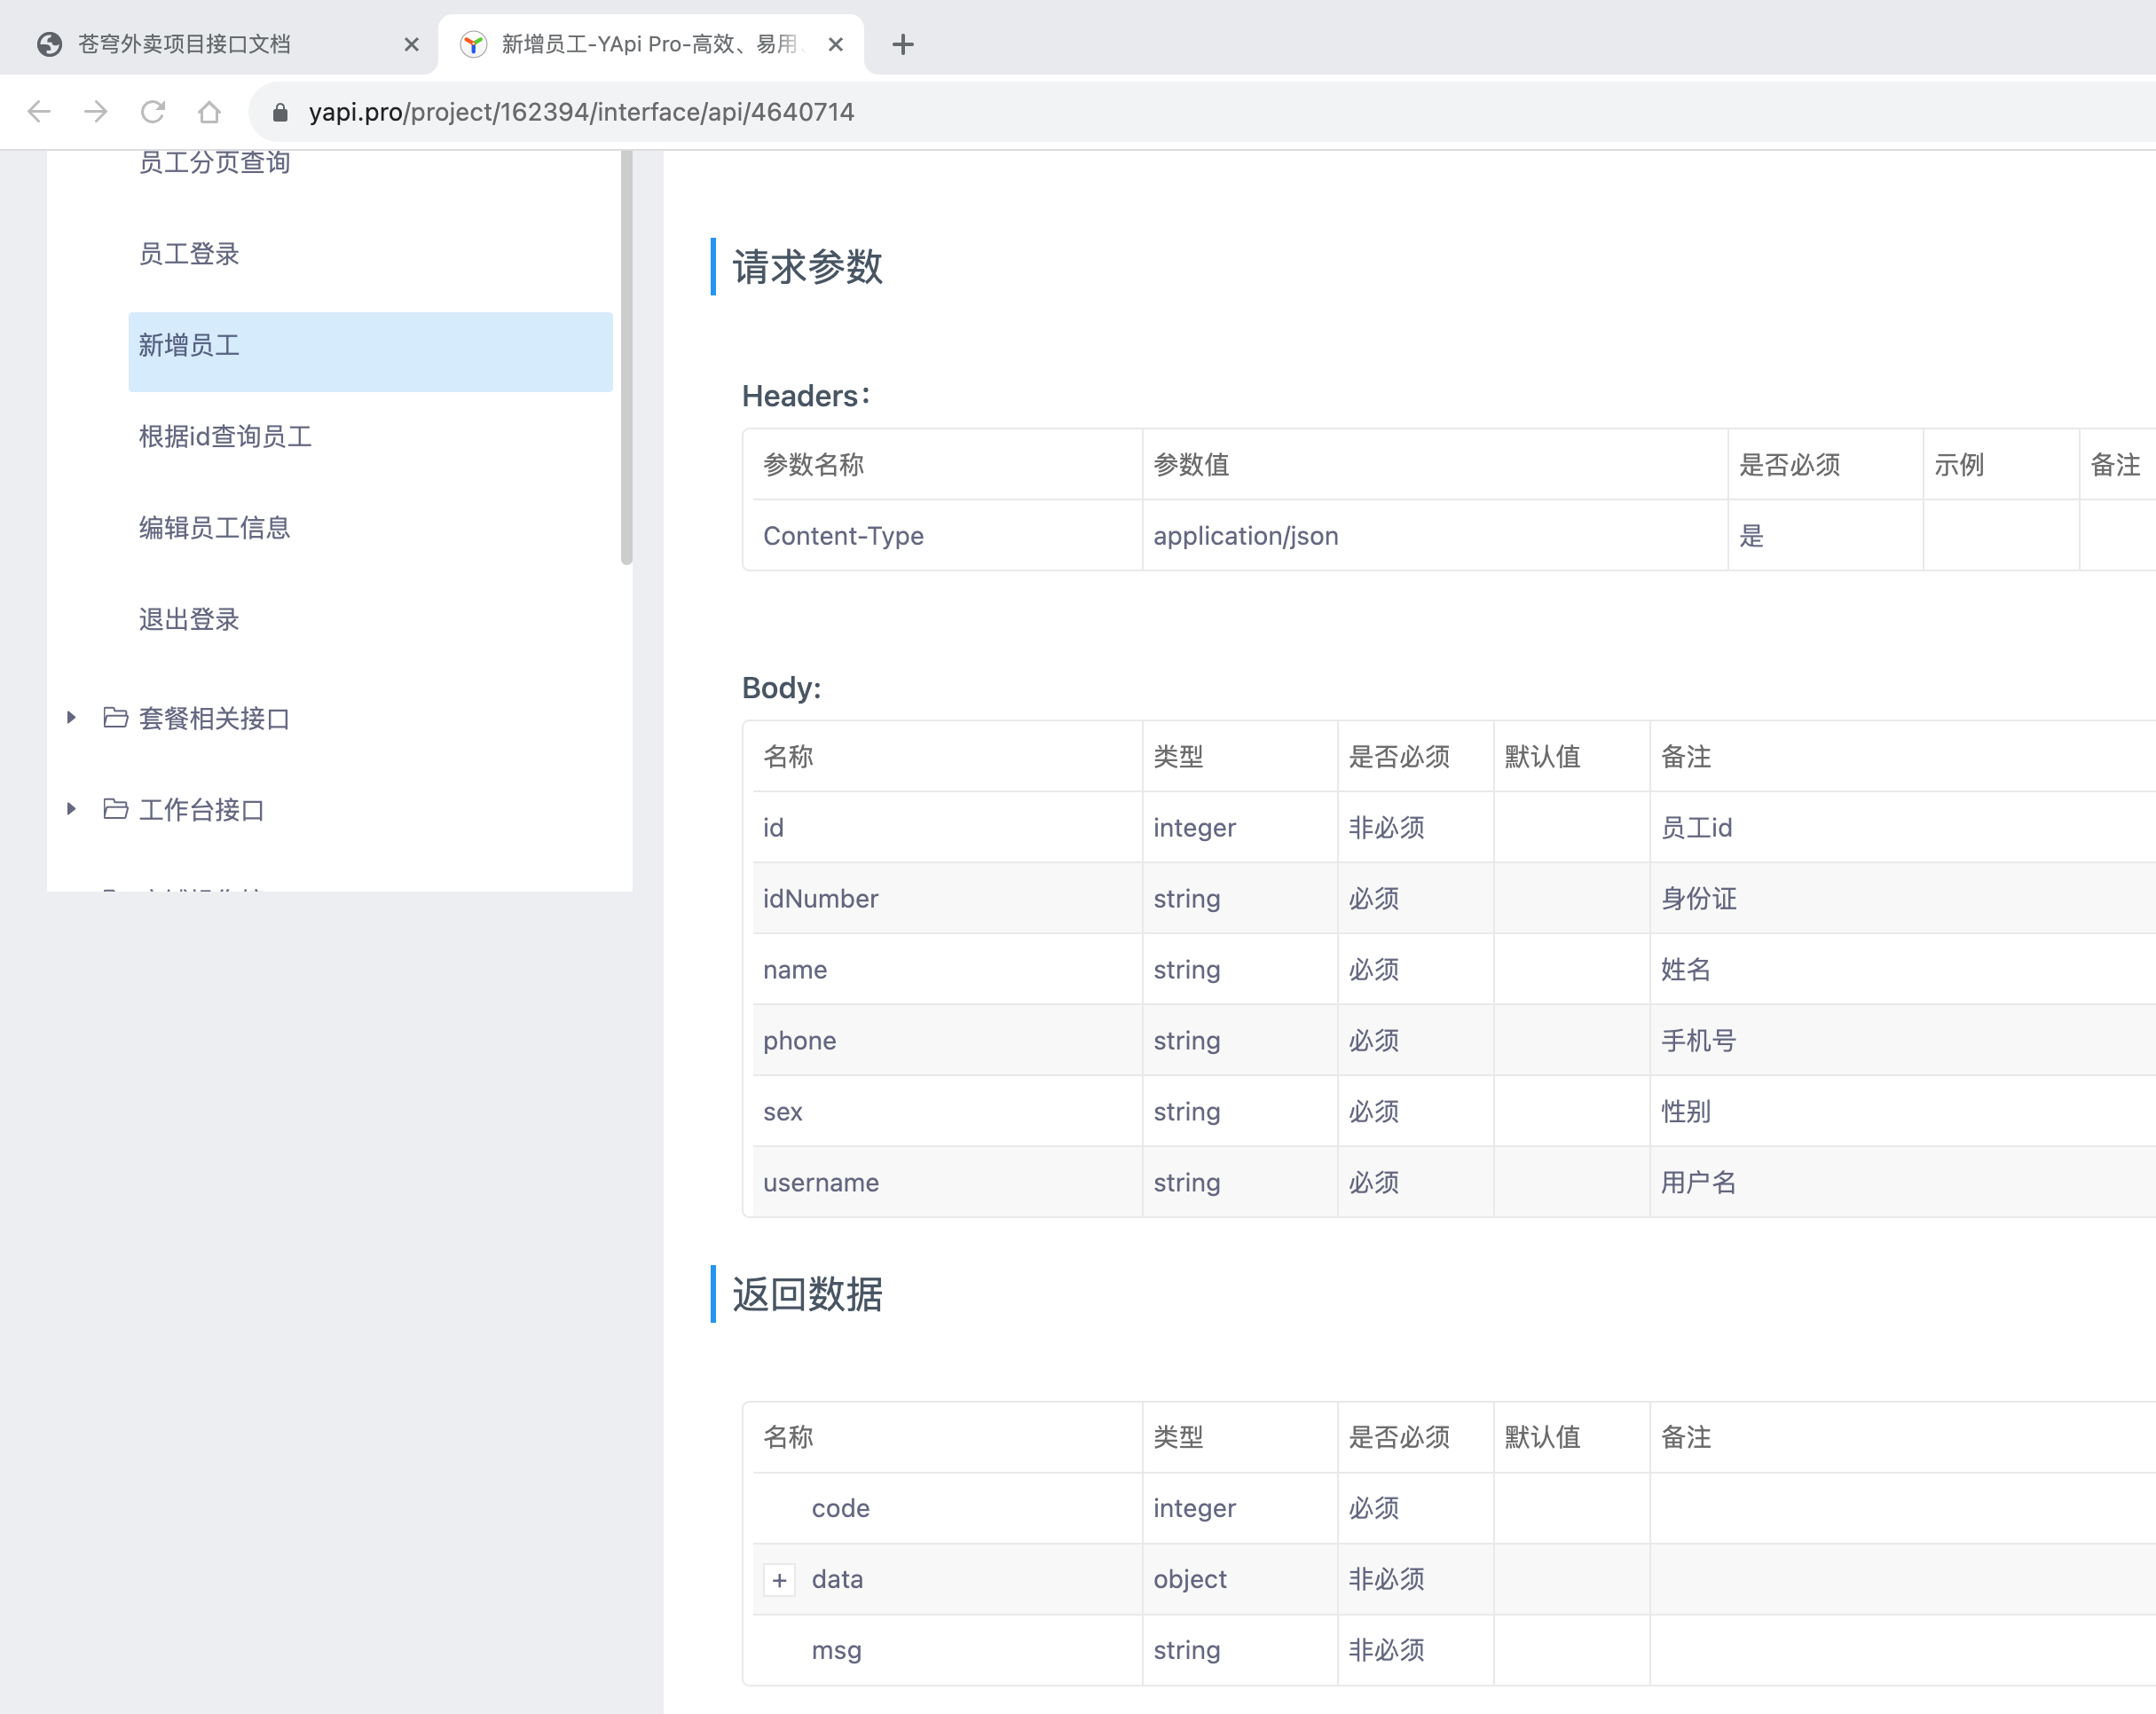 苍穹外卖项目接口文档
新增员工-YApi Pro-高效、易用、
yapi.pro/project/162394/interface/api/4640714
员工分页查询
员工登录
新增员工
根据id查询员工
编辑员工信息
退出登录
套餐相关接口
工作台接口
请求参数
Headers：
参数名称 参数值 是否必须 示例 备注
Content-Type application/json 是
Body:
名称 类型 是否必须 默认值 备注
id integer 非必须 员工id
idNumber string 必须 身份证
name string 必须 姓名
phone string 必须 手机号
sex string 必须 性别
username string 必须 用户名
返回数据
名称 类型 是否必须 默认值 备注
code integer 必须
data object 非必须
msg string 非必须